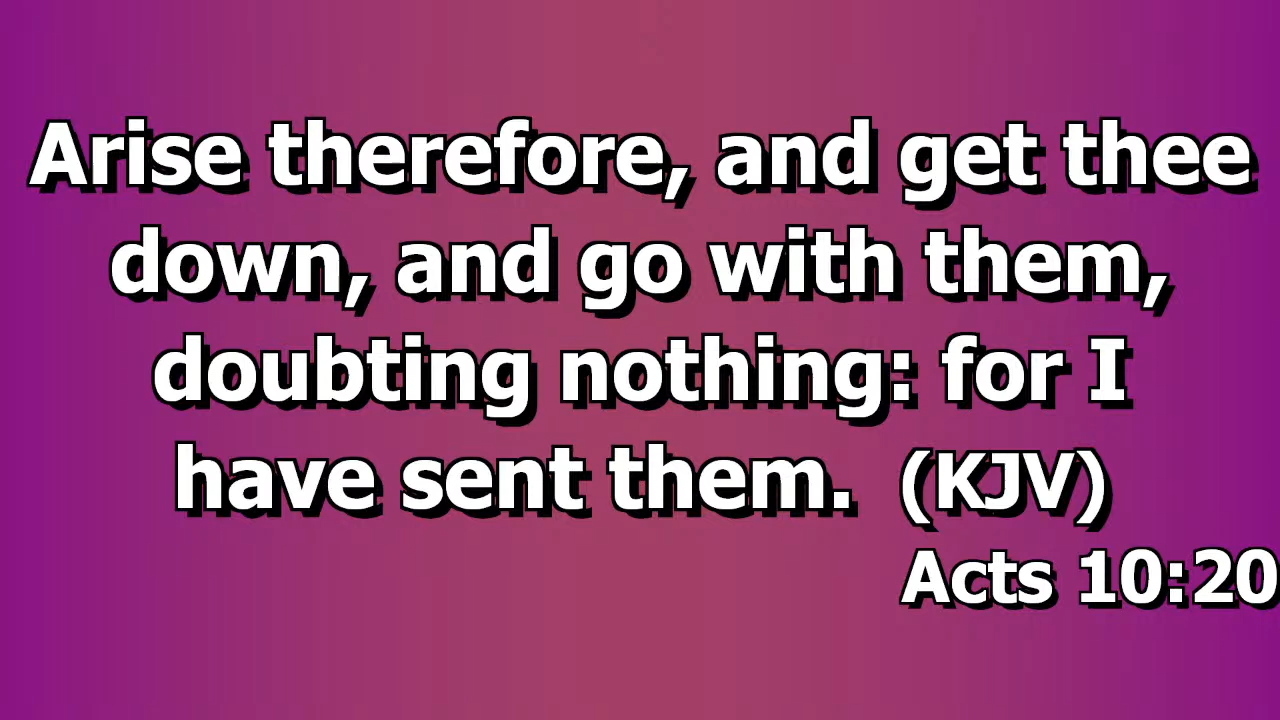 Arise therefore, and get thee
down, and go with them,
doubting nothing: for I
have sent them. (KJV)
Acts 10:20